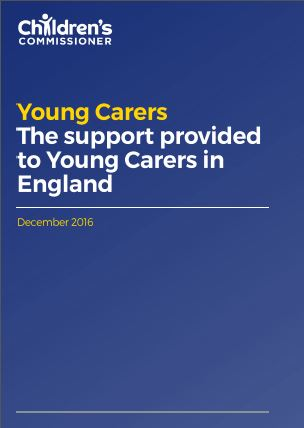 Children's
COMMISSIONER
Young Carers
The support provided
to Young Carers in
England
December 2016